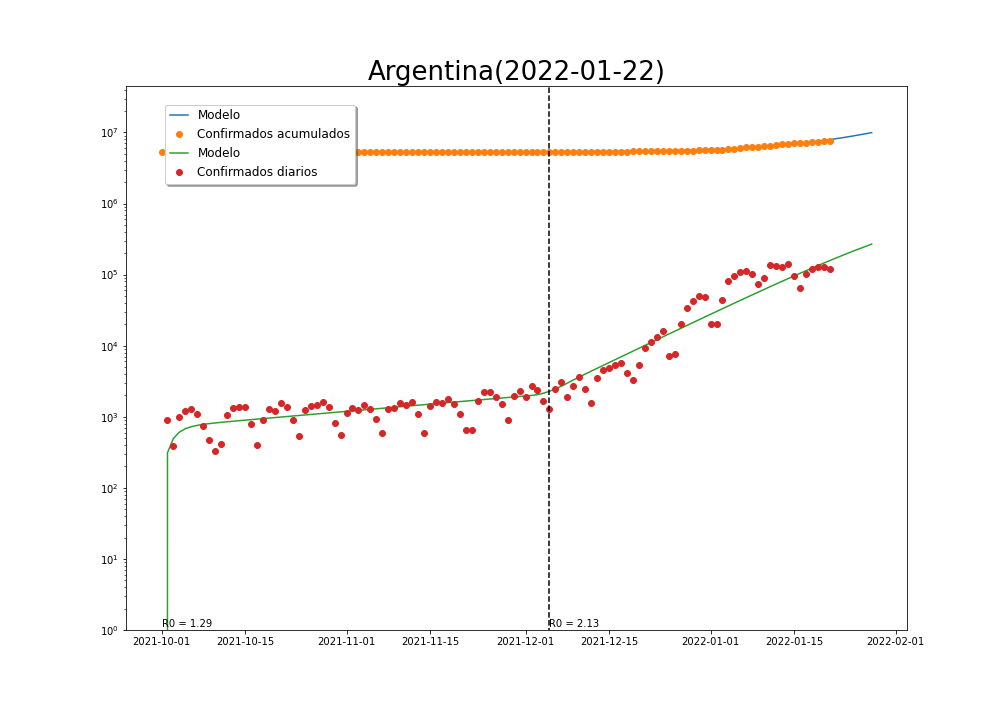 Argentina(2022-01-22)
Modelo
Confirmados acumulados
Modelo
Confirmados diarios
10⁷
10⁶
10⁵
10⁴
10³
10²
10¹
10⁰
R0 = 1.29 R0 = 2.13
2021-10-01 2021-10-15 2021-11-01 2021-11-15 2021-12-01 2021-12-15 2022-01-01 2022-01-15 2022-02-01